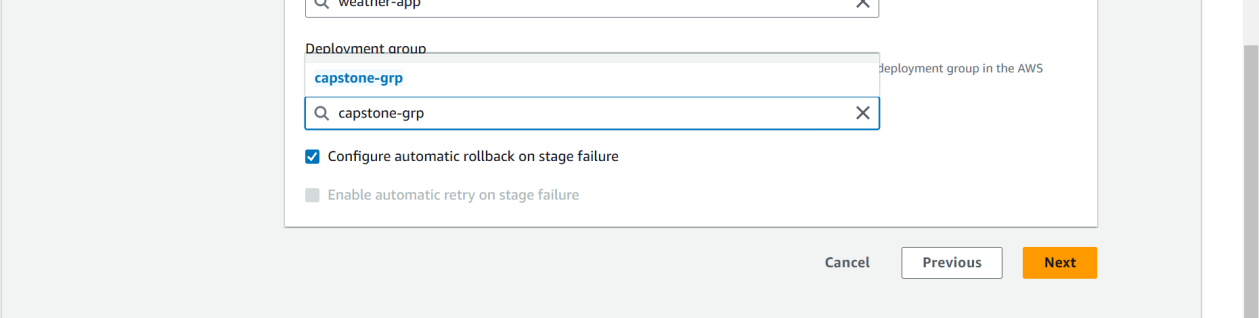 weather-app
Deployment group
deployment group in the AWS
capstone-grp
capstone-grp
Configure automatic rollback on stage failure
Enable automatic retry on stage failure
Cancel
Previous
Next